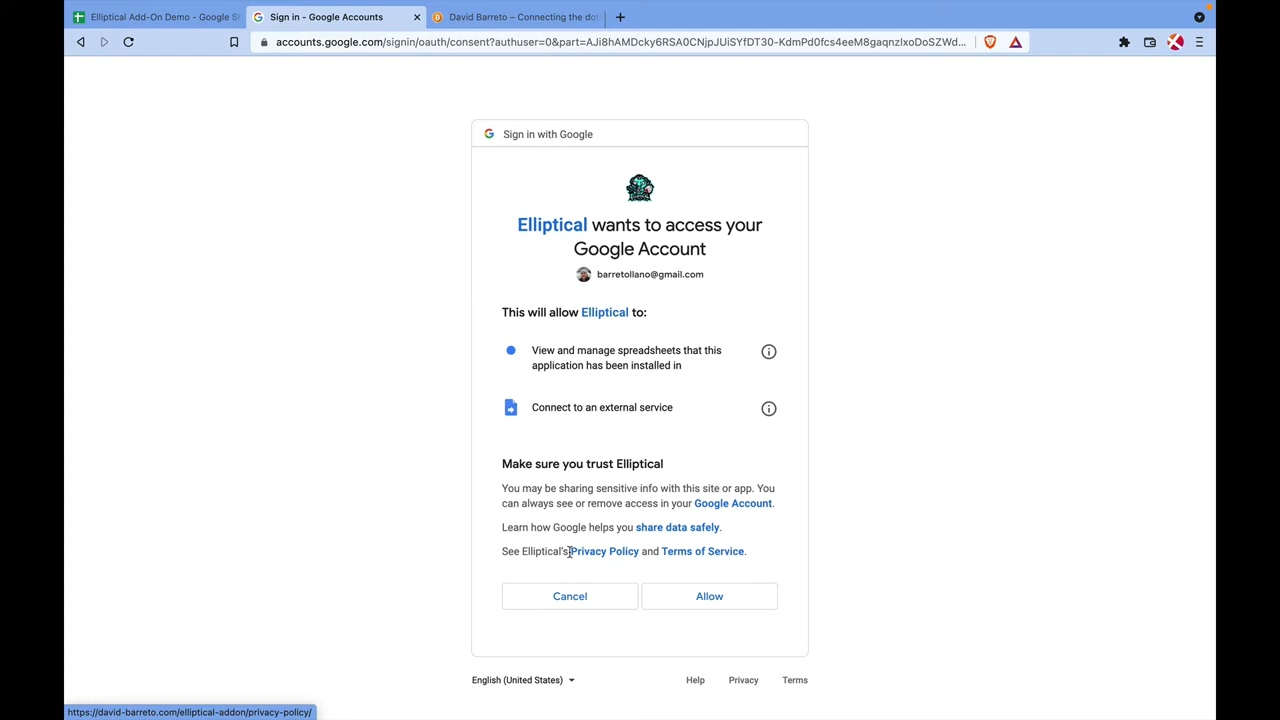 Elliptical Add-On Demo - Google S
Sign in - Google Accounts
David Barreto – Connecting the dot
accounts.google.com/signin/oauth/consent?authuser=0&part=AJi8hAMDcky6RSA0CNjpJUiSYfDT30-KdmPd0fcs4eeM8gaqnzlxoDoSZWd...
Sign in with Google
Elliptical wants to access your
Google Account
barretollano@gmail.com
This will allow Elliptical to:
View and manage spreadsheets that this
application has been installed in
Connect to an external service
Make sure you trust Elliptical
You may be sharing sensitive info with this site or app. You
can always see or remove access in your Google Account.
Learn how Google helps you share data safely.
See Elliptical's Privacy Policy and Terms of Service.
Cancel
Allow
English (United States)
Help
Privacy
Terms
https://david-barreto.com/elliptical-addon/privacy-policy/